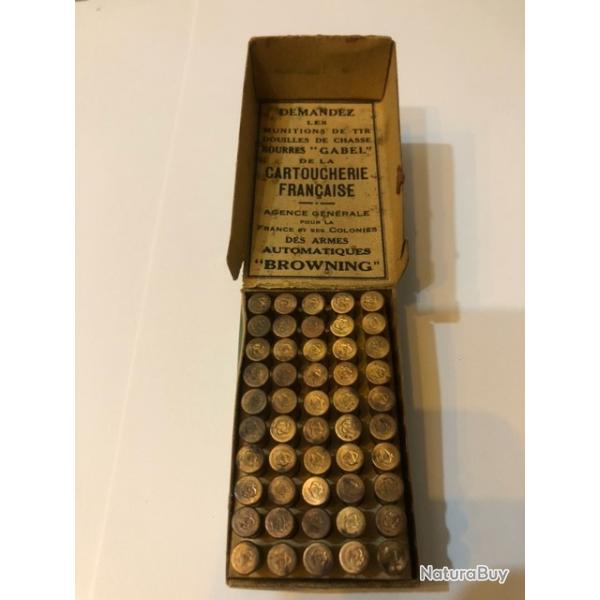 DEMANDEZ
LES
MUNITIONS DE TIR
DOUILLES DE CHASSE
BOURRES "GABEL"
DE LA
CARTOUCHERIE
FRANÇAISE
AGENCE GÉNÉRALE
POUR LA
FRANCE ET SES COLONIES
DES ARMES
AUTOMATIQUES
"BROWNING"
NaturaBuy